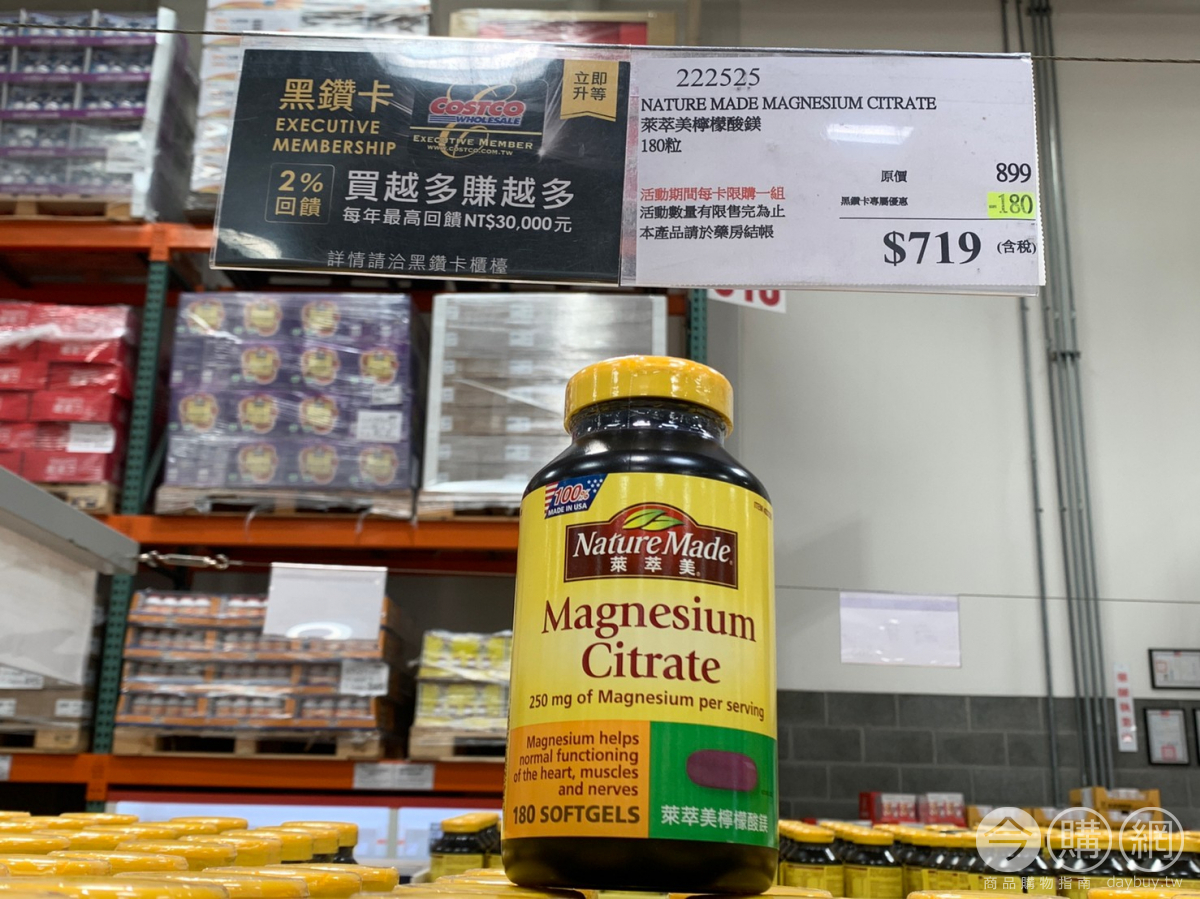 黑鑽卡
EXECUTIVE
MEMBERSHIP
COSTCO
WHOLESALE
EXECUTIVE MEMBER
WWW.COSTCO.COM.TW
立即
升等
2%
回饋
買越多賺越多
每年最高回饋NT$30,000元
詳情請洽黑鑽卡櫃檯
222525
NATURE MADE MAGNESIUM CITRATE
萊萃美檸檬酸鎂
180粒
原價 899
活動期間每卡限購一組
黑鑽卡專屬優惠 -180
活動數量有限售完為止
本產品請於藥房結帳
$719 (含稅)
100%
MADE IN USA
Nature Made
萊萃美
Magnesium
Citrate
250 mg of Magnesium per serving
Magnesium helps
normal functioning
of the heart, muscles
and nerves
180 SOFTGELS
萊萃美檸檬酸鎂
今購網
商品購物指南 daybuy.tw